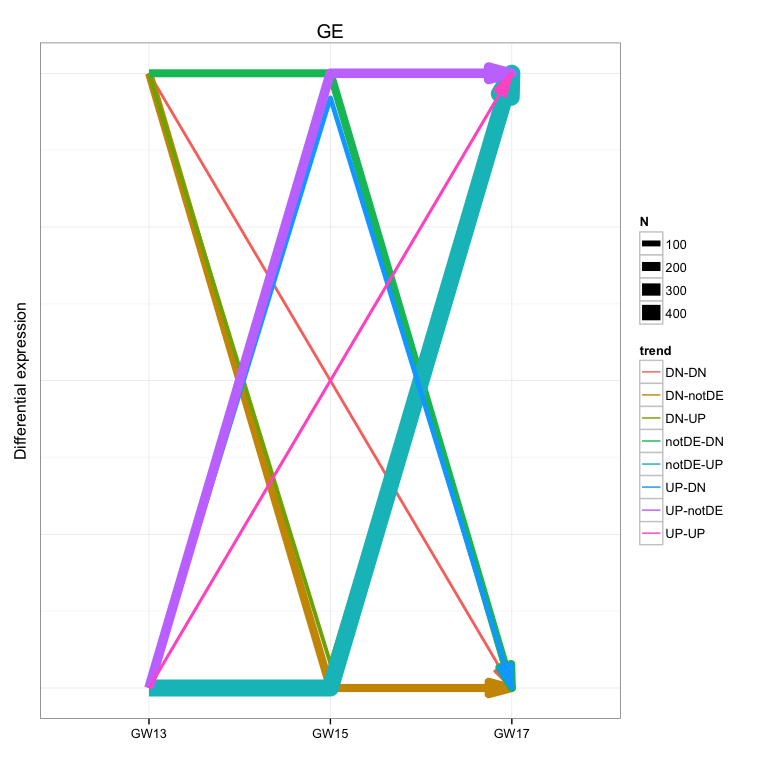 GE
Differential expression
GW13
GW15
GW17
N
100
200
300
400
trend
DN-DN
DN-notDE
DN-UP
notDE-DN
notDE-UP
UP-DN
UP-notDE
UP-UP